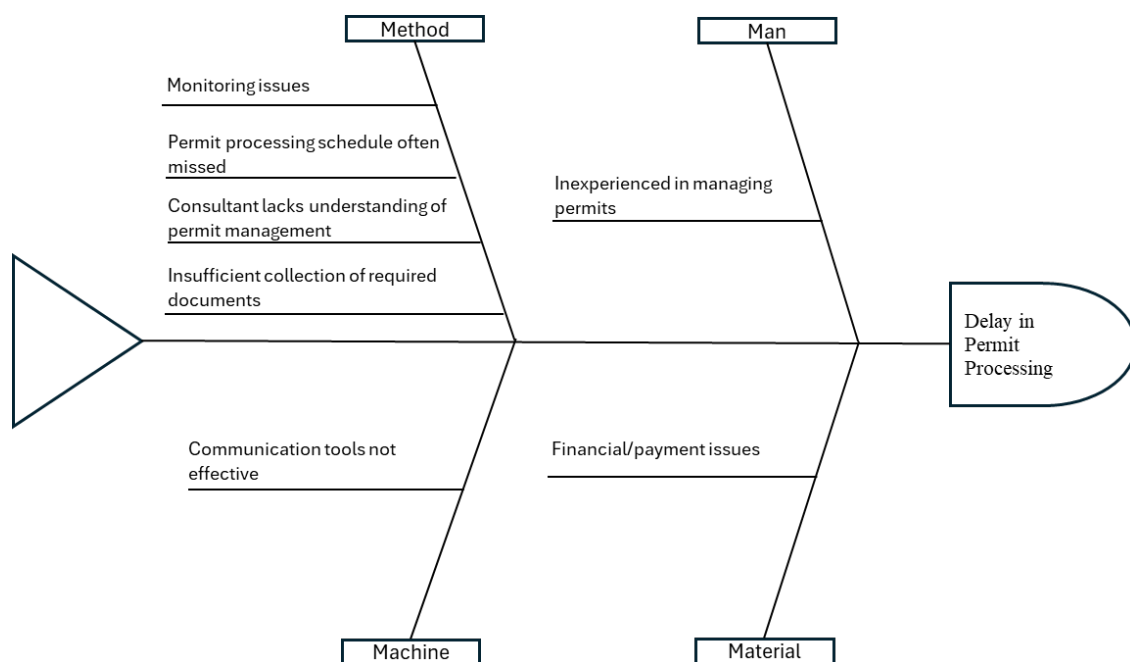 Method
Man
Monitoring issues
Permit processing schedule often
missed
Consultant lacks understanding of
permit management
Insufficient collection of required
documents
Inexperienced in managing
permits
Delay in
Permit
Processing
Communication tools not
effective
Financial/payment issues
Machine
Material